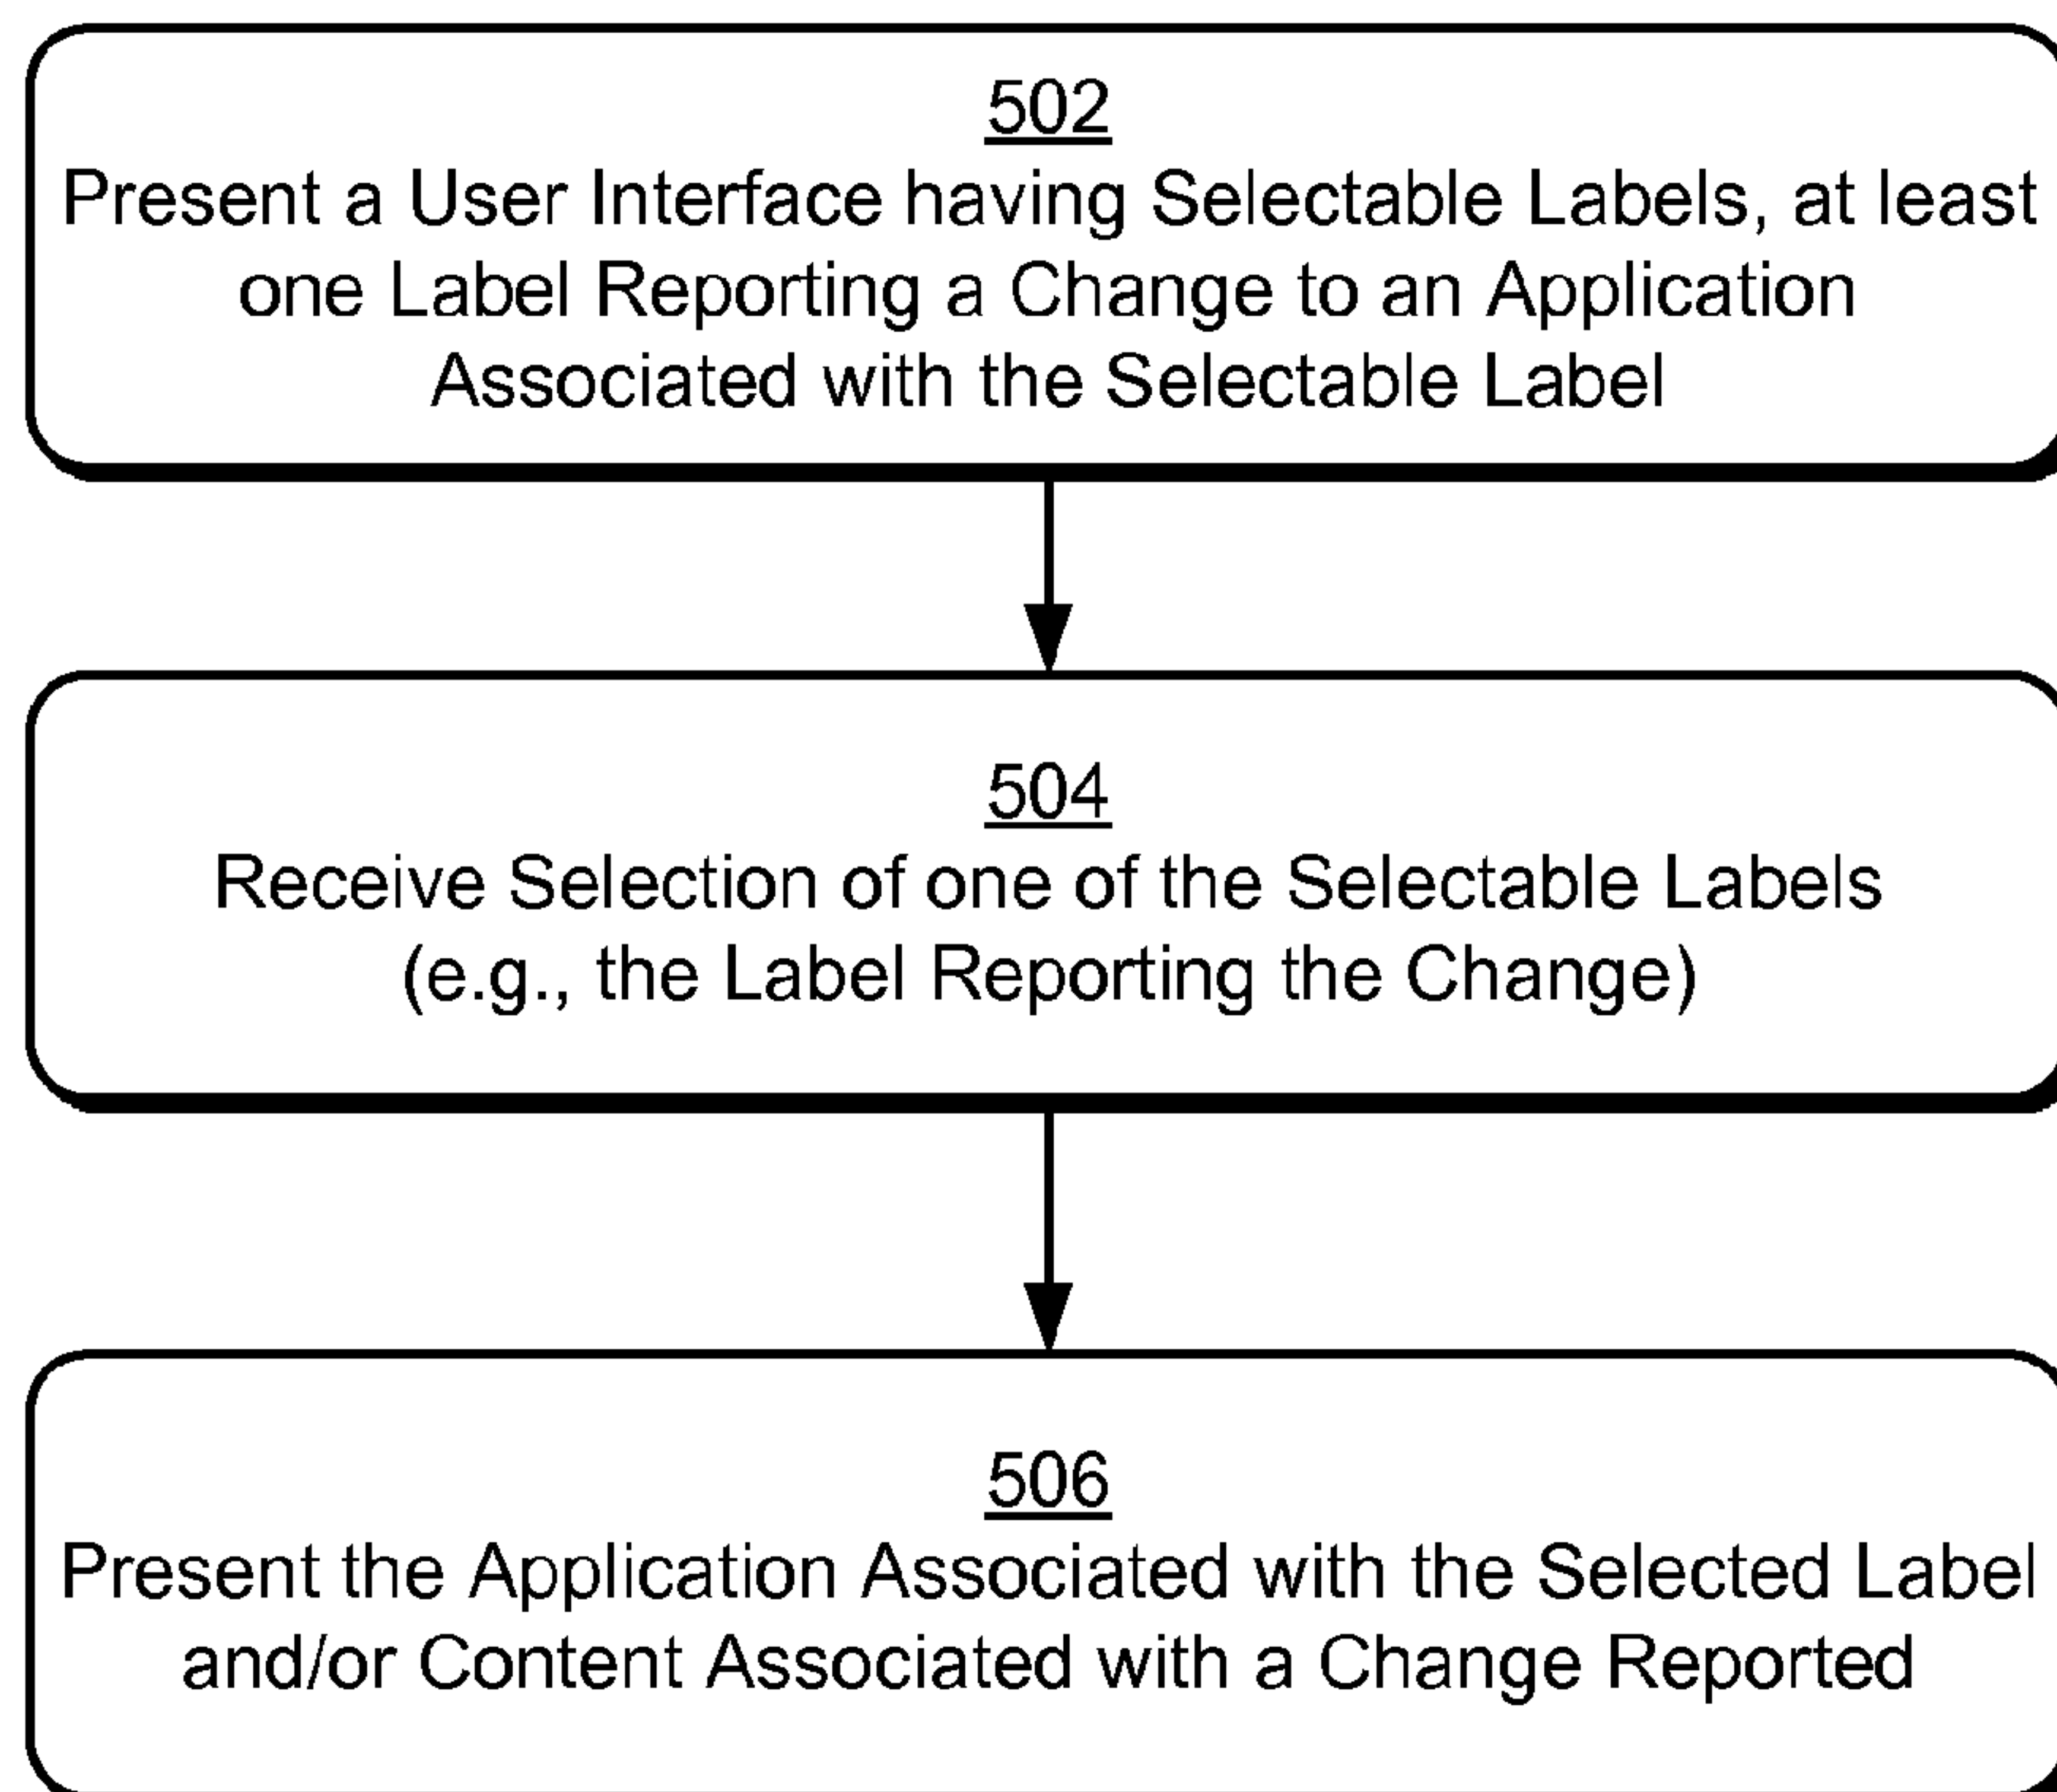 502
Present a User Interface having Selectable Labels, at least
one Label Reporting a Change to an Application
Associated with the Selectable Label
504
Receive Selection of one of the Selectable Labels
(e.g., the Label Reporting the Change)
506
Present the Application Associated with the Selected Label
and/or Content Associated with a Change Reported